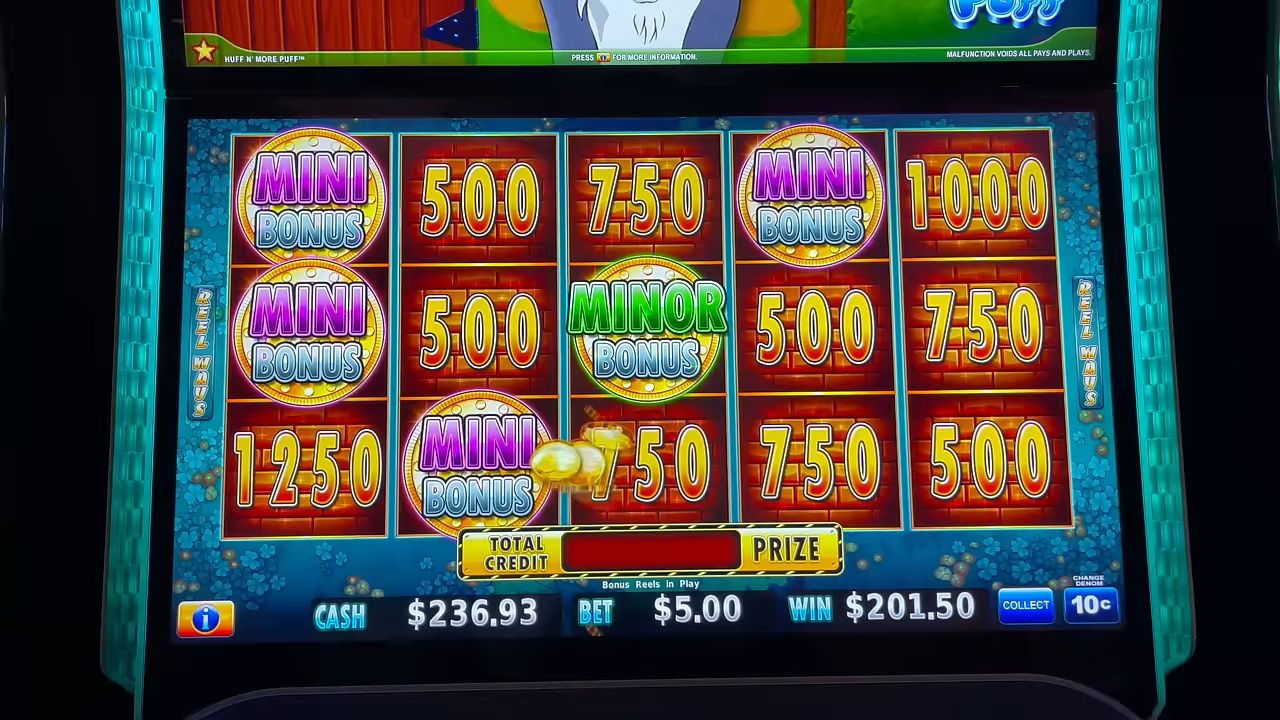 PUFF
HUFF N' MORE PUFF™
PRESS i FOR MORE INFORMATION.
MALFUNCTION VOIDS ALL PAYS AND PLAYS.
MINI BONUS
500
750
MINI BONUS
1000
MINI BONUS
500
MINOR BONUS
500
750
REEL WAYS
REEL WAYS
1250
MINI BONUS
750
750
500
TOTAL CREDIT
PRIZE
Bonus Reels in Play
i
CASH $236.93
BET $5.00
WIN $201.50
COLLECT
CHANGE DENOM
10¢